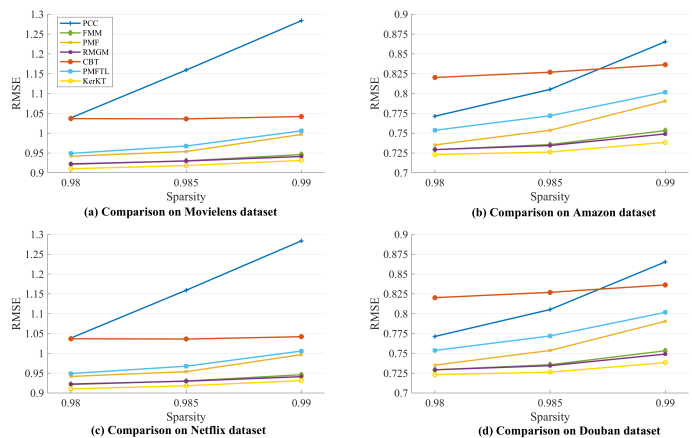 1.3
1.25
1.2
1.15
1.1
1.05
1
0.95
0.9
RMSE
PCC
FMM
PMF
RMGM
CBT
PMFTL
KerKT
0.98
0.985
0.99
Sparsity
(a) Comparison on Movielens dataset
0.9
0.875
0.85
0.825
0.8
0.775
0.75
0.725
0.7
RMSE
0.98
0.985
0.99
Sparsity
(b) Comparison on Amazon dataset
1.3
1.25
1.2
1.15
1.1
1.05
1
0.95
0.9
RMSE
0.98
0.985
0.99
Sparsity
(c) Comparison on Netflix dataset
0.9
0.875
0.85
0.825
0.8
0.775
0.75
0.725
0.7
RMSE
0.98
0.985
0.99
Sparsity
(d) Comparison on Douban dataset